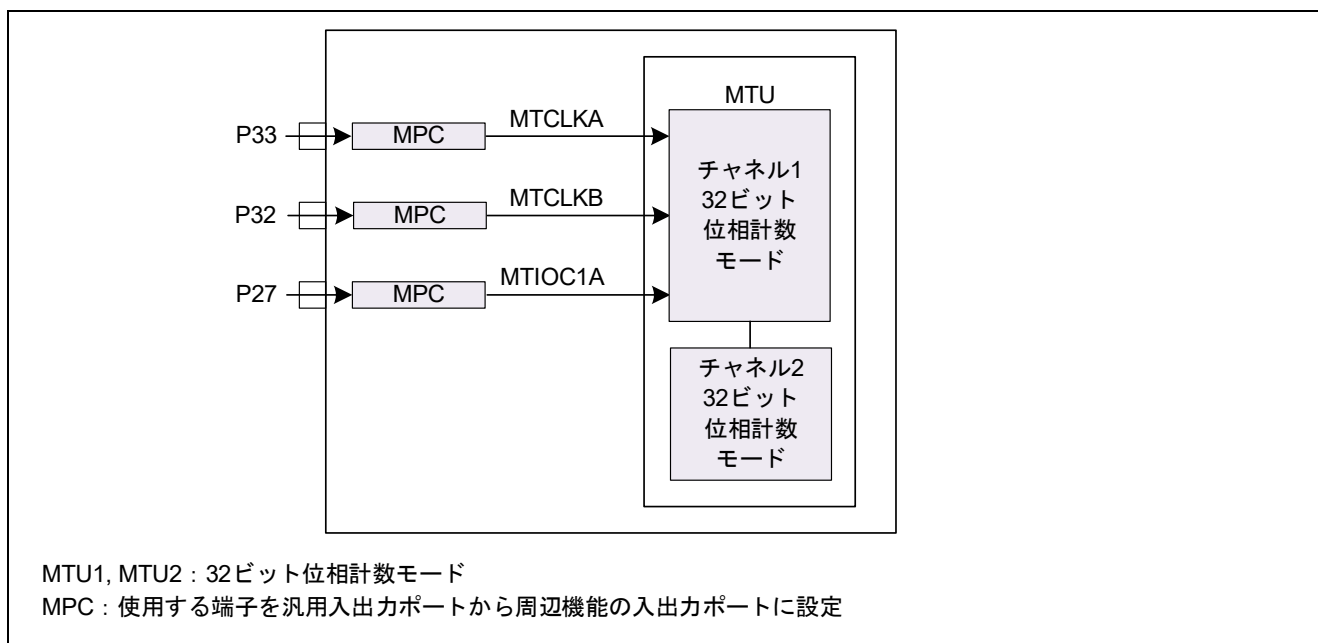 MTU
P33
MPC
MTCLKA
P32
MPC
MTCLKB
P27
MPC
MTIOC1A
チャネル1
32ビット
位相計数
モード
チャネル2
32ビット
位相計数
モード
MTU1, MTU2：32ビット位相計数モード
MPC：使用する端子を汎用入出力ポートから周辺機能の入出力ポートに設定